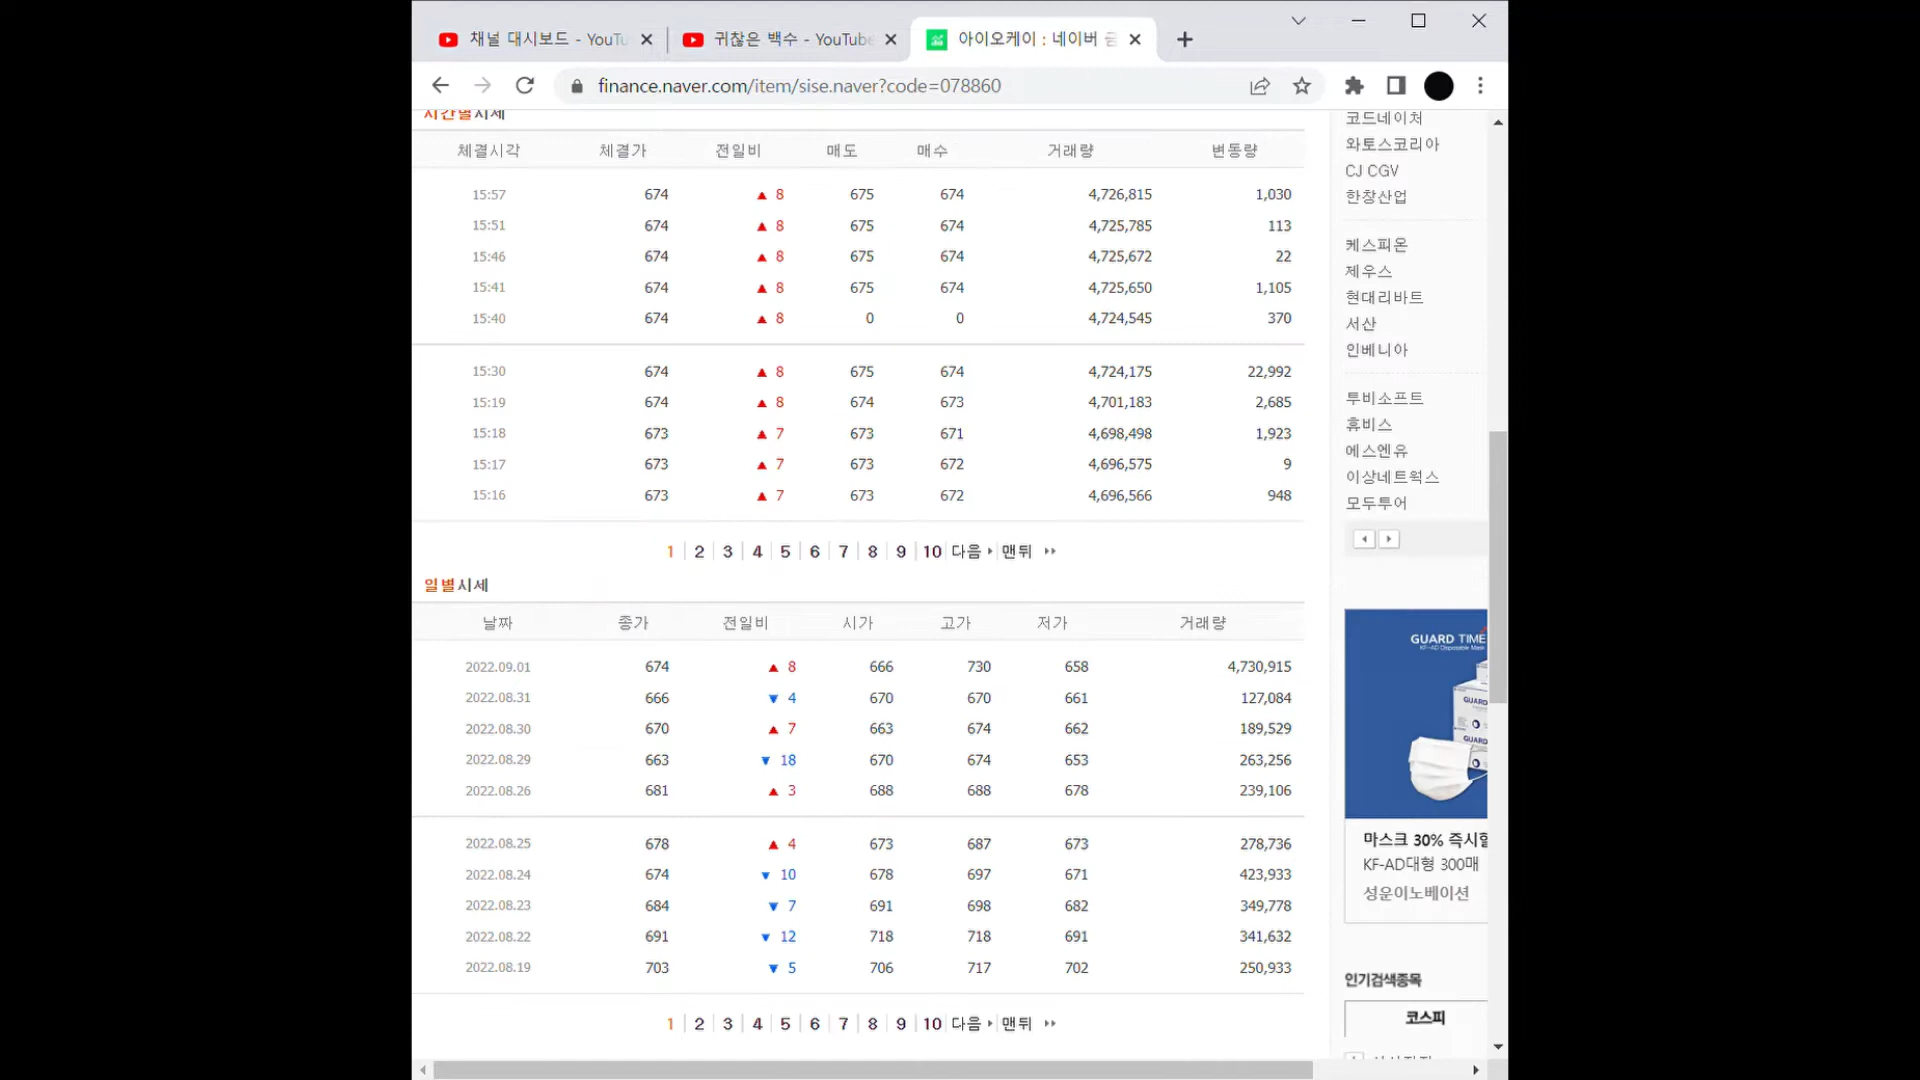 채널 대시보드 - YouTu
귀찮은 백수 - YouTube
아이오케이 : 네이버 금
finance.naver.com/item/sise.naver?code=078860
시간별시세
체결시각 체결가 전일비 매도 매수 거래량 변동량
15:57 674 ▲ 8 675 674 4,726,815 1,030
15:51 674 ▲ 8 675 674 4,725,785 113
15:46 674 ▲ 8 675 674 4,725,672 22
15:41 674 ▲ 8 675 674 4,725,650 1,105
15:40 674 ▲ 8 0 0 4,724,545 370
15:30 674 ▲ 8 675 674 4,724,175 22,992
15:19 674 ▲ 8 674 673 4,701,183 2,685
15:18 673 ▲ 7 673 671 4,698,498 1,923
15:17 673 ▲ 7 673 672 4,696,575 9
15:16 673 ▲ 7 673 672 4,696,566 948
1 2 3 4 5 6 7 8 9 10 다음 맨뒤
일별시세
날짜 종가 전일비 시가 고가 저가 거래량
2022.09.01 674 ▲ 8 666 730 658 4,730,915
2022.08.31 666 ▼ 4 670 670 661 127,084
2022.08.30 670 ▲ 7 663 674 662 189,529
2022.08.29 663 ▼ 18 670 674 653 263,256
2022.08.26 681 ▲ 3 688 688 678 239,106
2022.08.25 678 ▲ 4 673 687 673 278,736
2022.08.24 674 ▼ 10 678 697 671 423,933
2022.08.23 684 ▼ 7 691 698 682 349,778
2022.08.22 691 ▼ 12 718 718 691 341,632
2022.08.19 703 ▼ 5 706 717 702 250,933
1 2 3 4 5 6 7 8 9 10 다음 맨뒤
코드네이처
와토스코리아
CJ CGV
한창산업
케스피온
제우스
현대리바트
서산
인베니아
투비소프트
휴비스
에스엔유
이상네트웍스
모두투어
GUARD TIME
KF-AD Disposable Mask
GUARD
GUARD
마스크 30% 즉시할
KF-AD대형 300매
성운이노베이션
인기검색종목
코스피